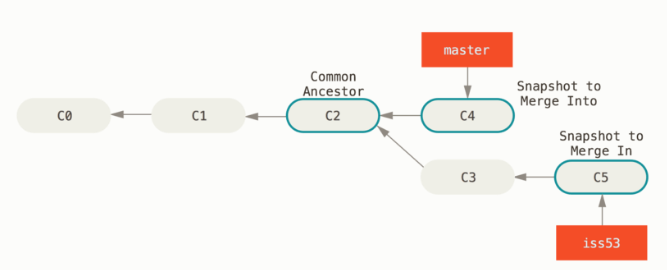 master
Common
Ancestor
Snapshot to
Merge Into
C0
C1
C2
C4
Snapshot to
Merge In
C3
C5
iss53